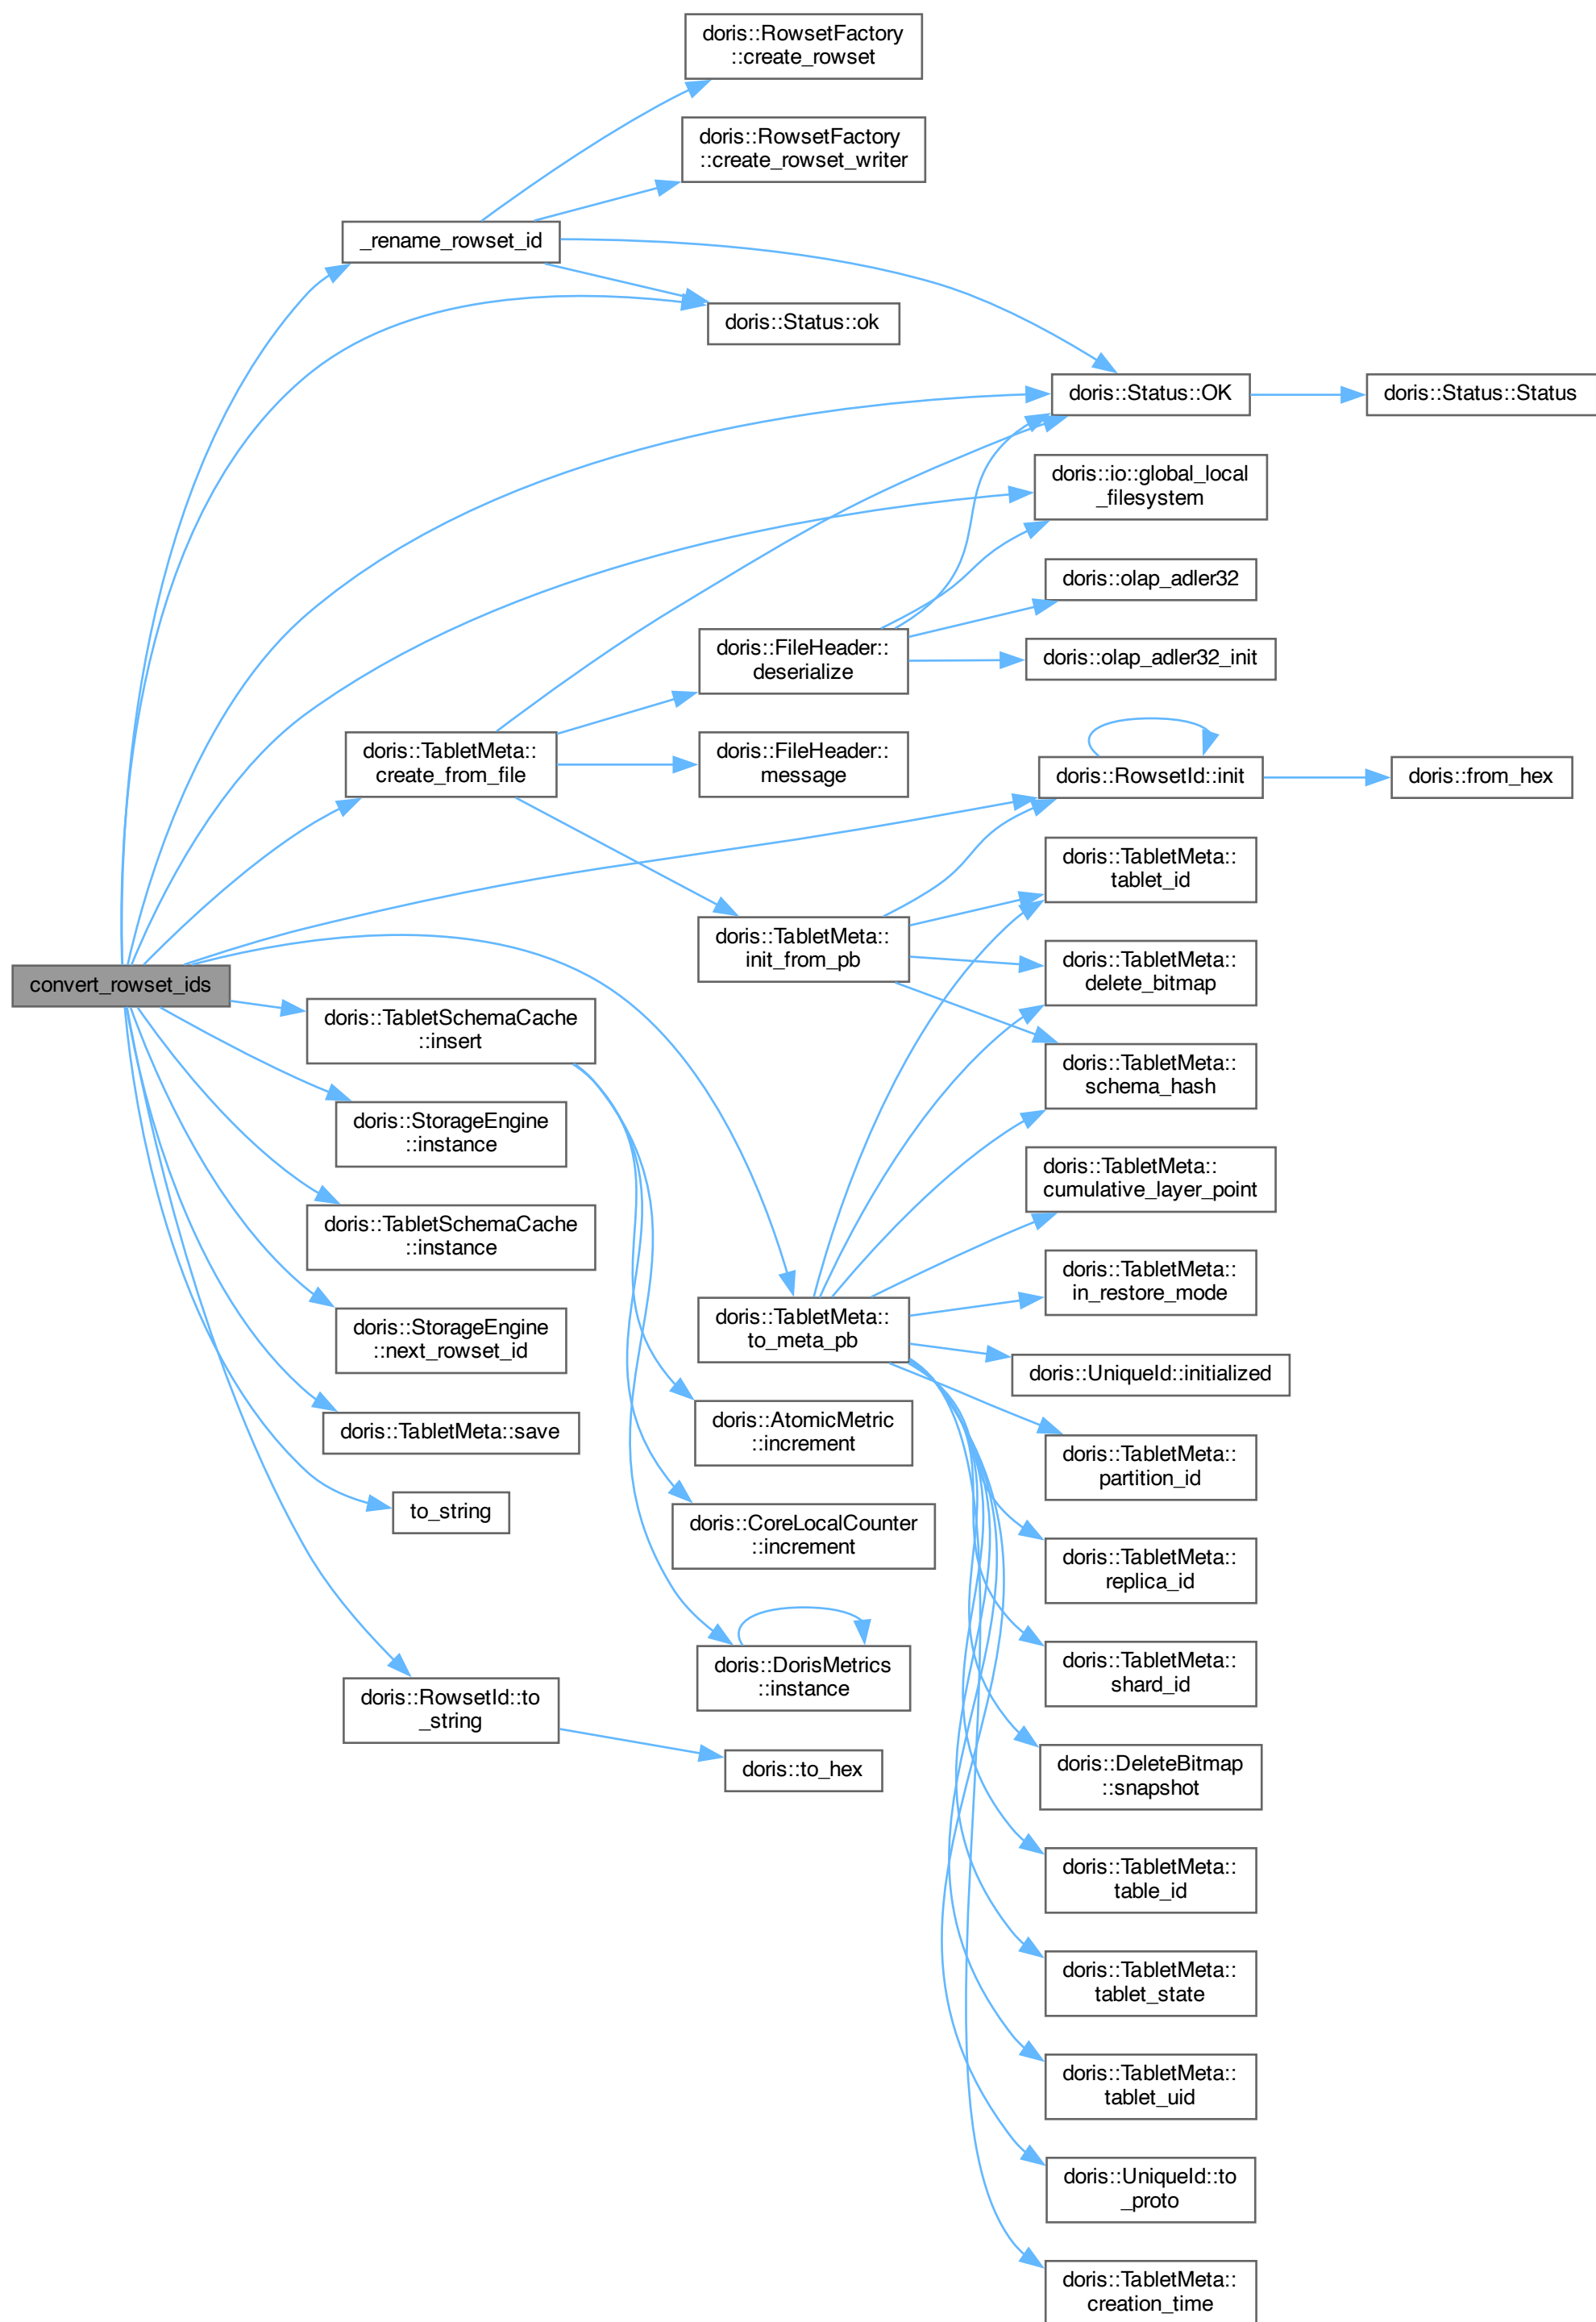 doris::RowsetFactory
::create_rowset
doris::RowsetFactory
::create_rowset_writer
_rename_rowset_id
doris::Status::ok
doris::Status::OK
doris::Status::Status
doris::io::global_local
_filesystem
doris::olap_adler32
doris::FileHeader::
deserialize
doris::olap_adler32_init
doris::TabletMeta::
create_from_file
doris::FileHeader::
message
doris::RowsetId::init
doris::from_hex
doris::TabletMeta::
tablet_id
doris::TabletMeta::
init_from_pb
doris::TabletMeta::
delete_bitmap
convert_rowset_ids
doris::TabletSchemaCache
::insert
doris::TabletMeta::
schema_hash
doris::StorageEngine
::instance
doris::TabletMeta::
cumulative_layer_point
doris::TabletSchemaCache
::instance
doris::TabletMeta::
in_restore_mode
doris::StorageEngine
::next_rowset_id
doris::TabletMeta::
to_meta_pb
doris::UniqueId::initialized
doris::TabletMeta::save
doris::AtomicMetric
::increment
doris::TabletMeta::
partition_id
to_string
doris::CoreLocalCounter
::increment
doris::TabletMeta::
replica_id
doris::RowsetId::to
_string
doris::DorisMetrics
::instance
doris::TabletMeta::
shard_id
doris::to_hex
doris::DeleteBitmap
::snapshot
doris::TabletMeta::
table_id
doris::TabletMeta::
tablet_state
doris::TabletMeta::
tablet_uid
doris::UniqueId::to
_proto
doris::TabletMeta::
creation_time